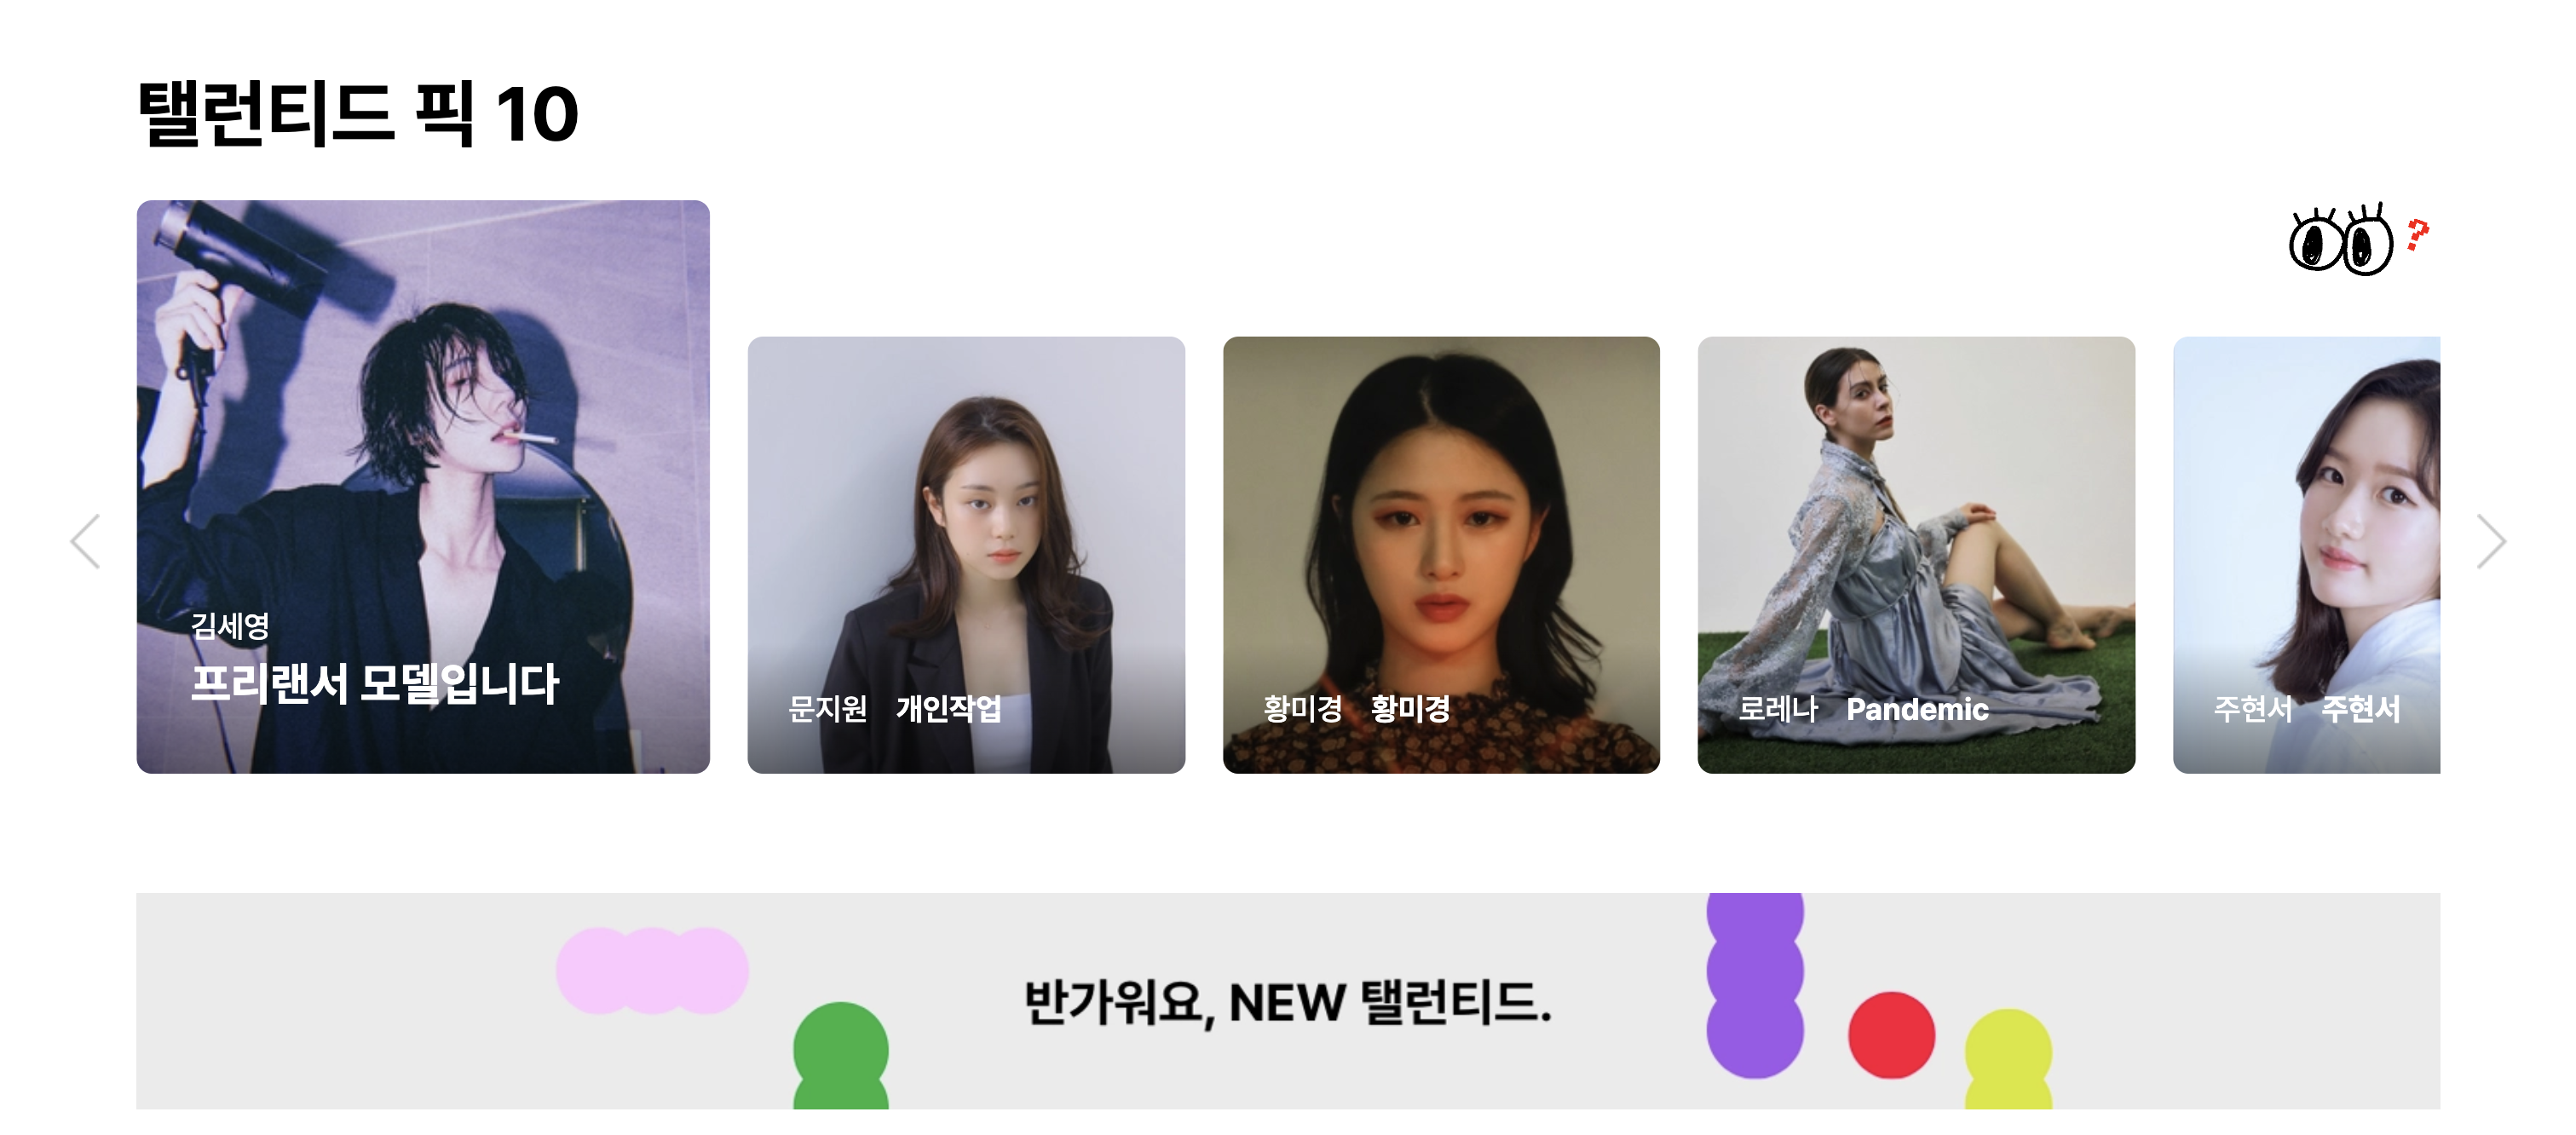 탤런티드 픽 10
?
김세영
프리랜서 모델입니다
문지원 개인작업
황미경 황미경
로레나 Pandemic
주현서 주현서
반가워요, NEW 탤런티드.